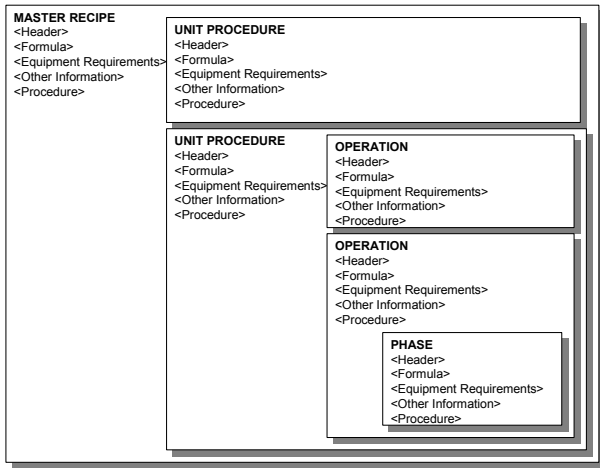 MASTER RECIPE
<Header>
<Formula>
<Equipment Requirements>
<Other Information>
<Procedure>
UNIT PROCEDURE
<Header>
<Formula>
<Equipment Requirements>
<Other Information>
<Procedure>
UNIT PROCEDURE
<Header>
<Formula>
<Equipment Requirements>
<Other Information>
<Procedure>
OPERATION
<Header>
<Formula>
<Equipment Requirements>
<Other Information>
<Procedure>
OPERATION
<Header>
<Formula>
<Equipment Requirements>
<Other Information>
<Procedure>
PHASE
<Header>
<Formula>
<Equipment Requirements>
<Other Information>
<Procedure>